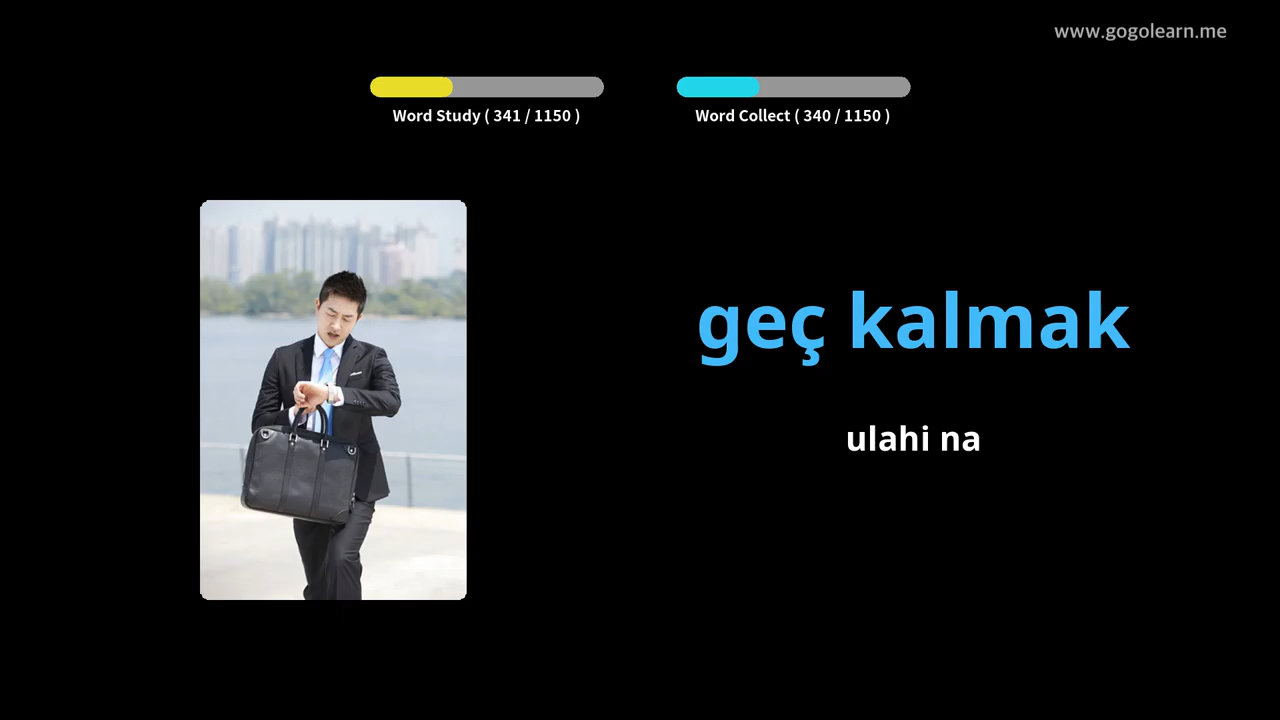 www.gogolearn.me
Word Study ( 341 / 1150 )
Word Collect ( 340 / 1150 )
geç kalmak
ulahi na